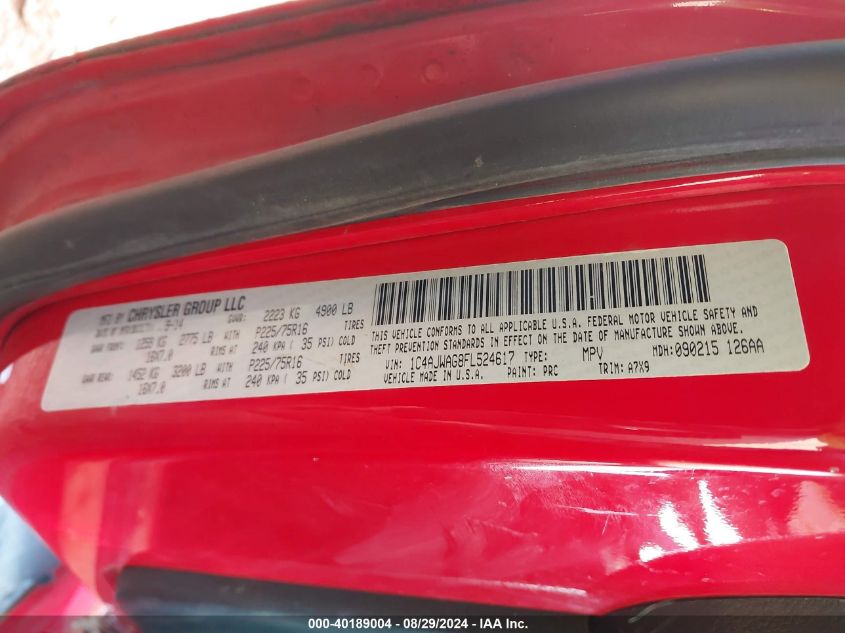 MFD BY CHRYSLER GROUP LLC
DATE OF 9-14 GVWR: 2223 KG 4900 LB
GAWR FRONT: 1259 KG 2775 LB WITH P225/75R16 TIRES
16X7.0 RIMS AT 240 KPA ( 35 PSI) COLD
GAWR REAR: 1452 KG 3200 LB WITH P225/75R16 TIRES
16X7.0 RIMS AT 240 KPA ( 35 PSI) COLD
THIS VEHICLE CONFORMS TO ALL APPLICABLE U.S.A. FEDERAL MOTOR VEHICLE SAFETY AND
THEFT PREVENTION STANDARDS IN EFFECT ON THE DATE OF MANUFACTURE SHOWN ABOVE.
VIN: 1C4AJWAG8FL524617 TYPE: MPV MDH: 090215 126AA
VEHICLE MADE IN U.S.A. PAINT: PRC TRIM: A7X9
000-40189004 - 08/29/2024 - IAA Inc.